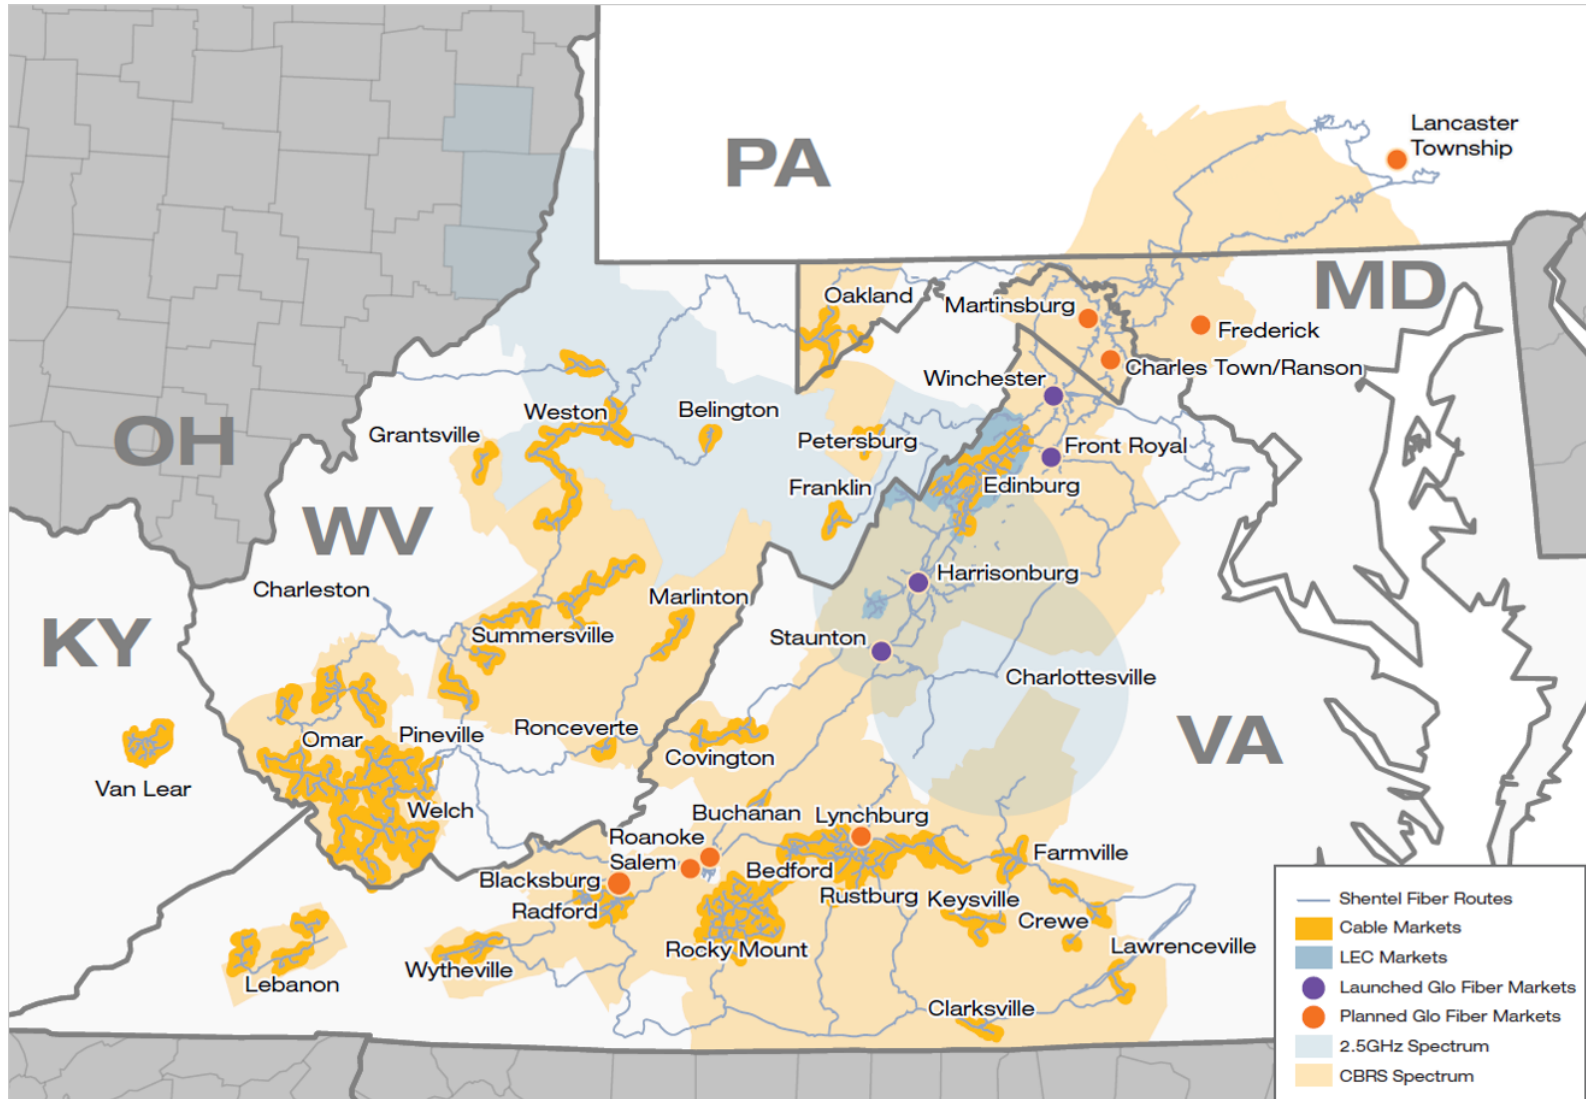 Lancaster
Township
PA
MD
Oakland
Martinsburg
Frederick
Charles Town/Ranson
Winchester
Weston
Belington
Grantsville
Petersburg
Front Royal
OH
Franklin
Edinburg
WV
Harrisonburg
Charleston
Marlinton
KY
Summersville
Staunton
Charlottesville
Ronceverte
Omar
Pineville
Covington
VA
Van Lear
Welch
Buchanan
Lynchburg
Roanoke
Salem
Farmville
Bedford
Blacksburg
Rustburg
Keysville
Radford
Crewe
Rocky Mount
Lawrenceville
Wytheville
Lebanon
Clarksville
Shentel Fiber Routes
Cable Markets
LEC Markets
Launched Glo Fiber Markets
Planned Glo Fiber Markets
2.5GHz Spectrum
CBRS Spectrum